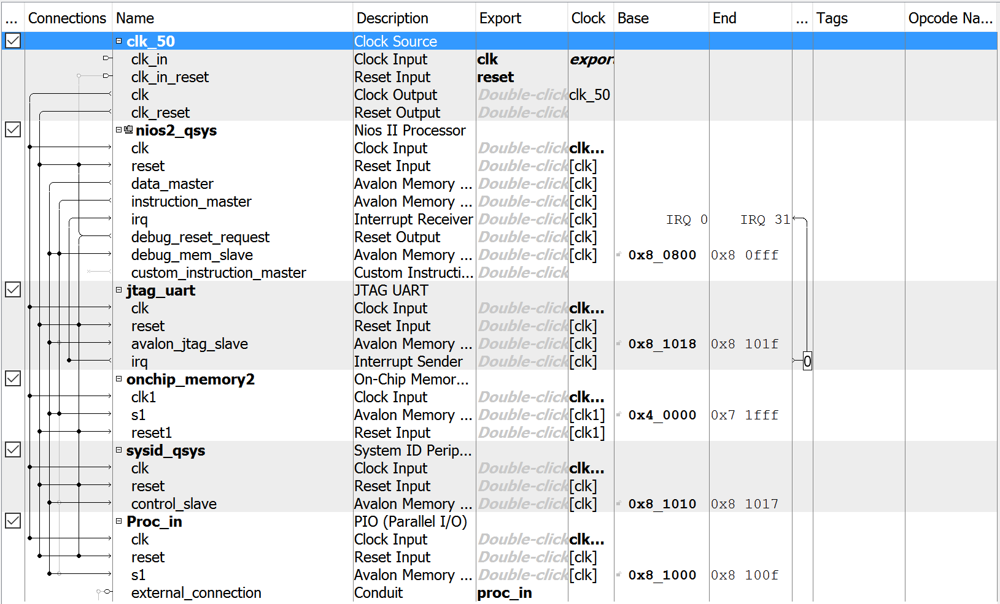 ... Connections Name Description Export Clock Base End ... Tags Opcode Na...
clk_50 Clock Source
clk_in Clock Input clk export
clk_in_reset Reset Input reset
clk Clock Output Double-click clk_50
clk_reset Reset Output Double-click
nios2_qsys Nios II Processor
clk Clock Input Double-click clk...
reset Reset Input Double-click [clk]
data_master Avalon Memory ... Double-click [clk]
instruction_master Avalon Memory ... Double-click [clk]
irq Interrupt Receiver Double-click [clk] IRQ 0 IRQ 31
debug_reset_request Reset Output Double-click [clk]
debug_mem_slave Avalon Memory ... Double-click [clk] 0x8_0800 0x8 0fff
custom_instruction_master Custom Instructi... Double-click
jtag_uart JTAG UART
clk Clock Input Double-click clk...
reset Reset Input Double-click [clk]
avalon_jtag_slave Avalon Memory ... Double-click [clk] 0x8_1018 0x8 101f
irq Interrupt Sender Double-click [clk] 0
onchip_memory2 On-Chip Memor...
clk1 Clock Input Double-click clk...
s1 Avalon Memory ... Double-click [clk1] 0x4_0000 0x7 1fff
reset1 Reset Input Double-click [clk1]
sysid_qsys System ID Perip...
clk Clock Input Double-click clk...
reset Reset Input Double-click [clk]
control_slave Avalon Memory ... Double-click [clk] 0x8_1010 0x8 1017
Proc_in PIO (Parallel I/O)
clk Clock Input Double-click clk...
reset Reset Input Double-click [clk]
s1 Avalon Memory ... Double-click [clk] 0x8_1000 0x8 100f
external_connection Conduit proc_in